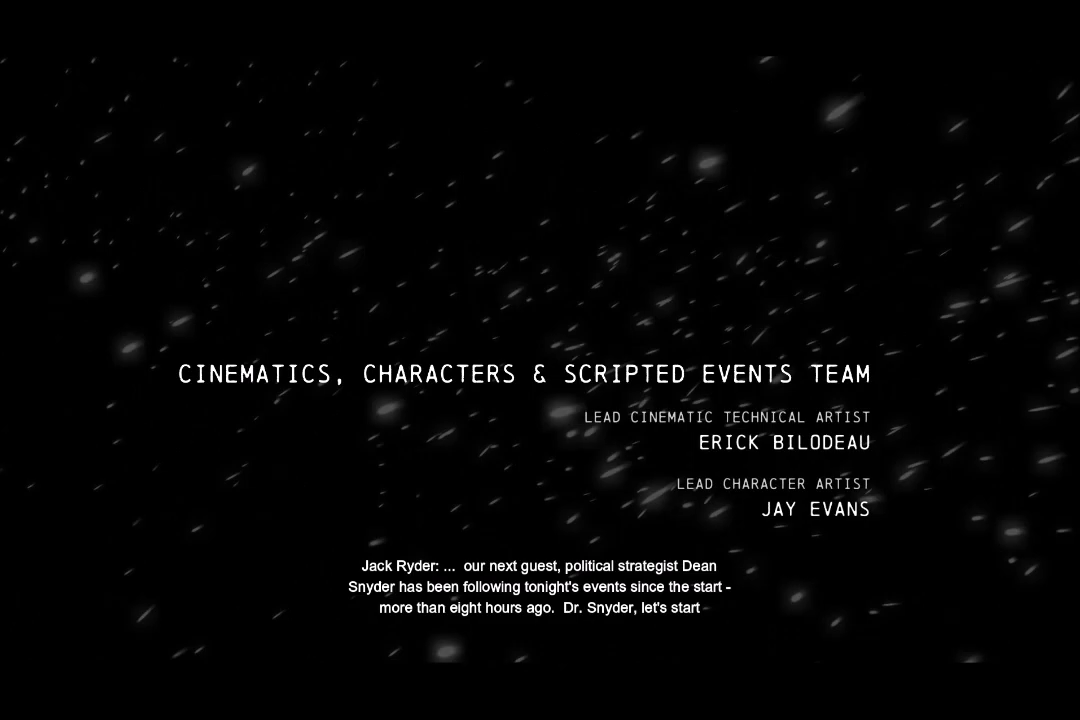 CINEMATICS, CHARACTERS & SCRIPTED EVENTS TEAM
LEAD CINEMATIC TECHNICAL ARTIST
ERICK BILODEAU
LEAD CHARACTER ARTIST
JAY EVANS
Jack Ryder: ...  our next guest, political strategist Dean
Snyder has been following tonight's events since the start -
more than eight hours ago.  Dr. Snyder, let's start